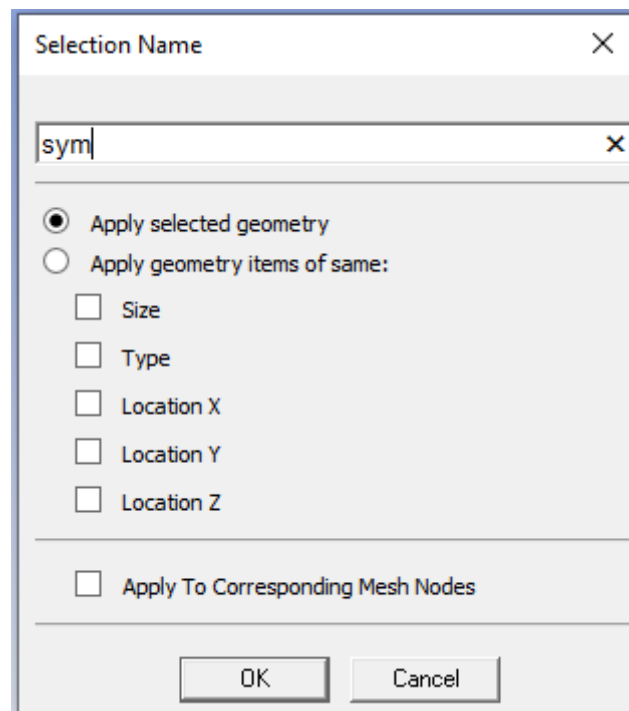 Selection Name
sym
Apply selected geometry
Apply geometry items of same:
Size
Type
Location X
Location Y
Location Z
Apply To Corresponding Mesh Nodes
OK Cancel